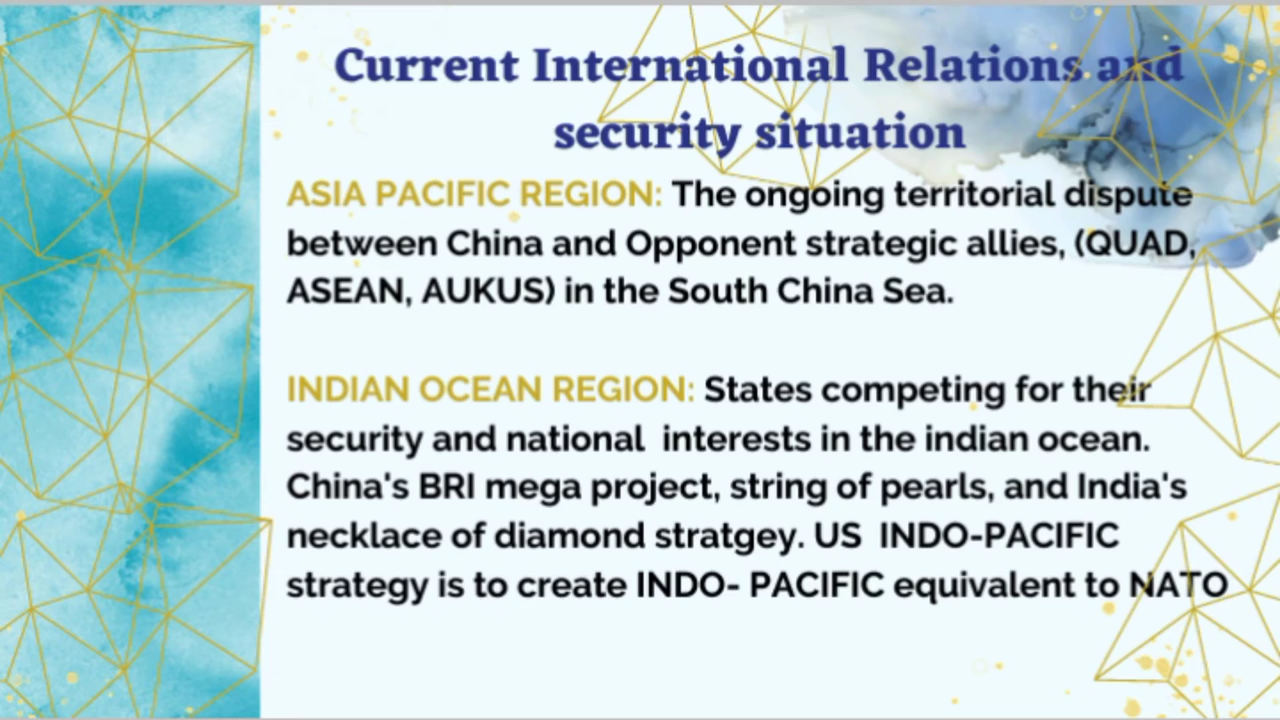 Current International Relations and
security situation
ASIA PACIFIC REGION: The ongoing territorial dispute
between China and Opponent strategic allies, (QUAD,
ASEAN, AUKUS) in the South China Sea.
INDIAN OCEAN REGION: States competing for their
security and national  interests in the indian ocean.
China's BRI mega project, string of pearls, and India's
necklace of diamond stratgey. US  INDO-PACIFIC
strategy is to create INDO- PACIFIC equivalent to NATO